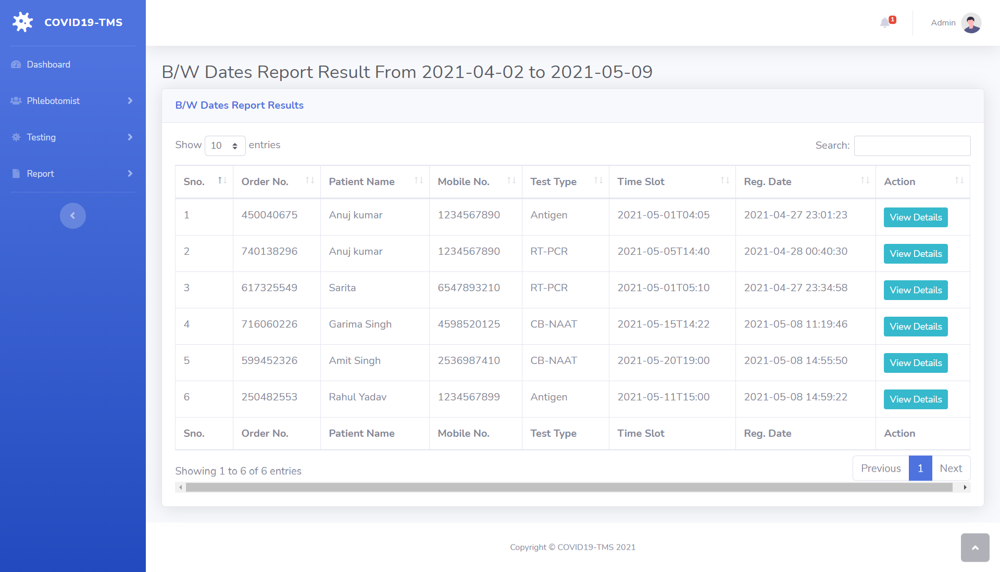 COVID19-TMS
1
Admin
Dashboard
Phlebotomist
Testing
Report
B/W Dates Report Result From 2021-04-02 to 2021-05-09
B/W Dates Report Results
Show 10 entries
Search:
Sno. Order No. Patient Name Mobile No. Test Type Time Slot Reg. Date Action
1 450040675 Anuj kumar 1234567890 Antigen 2021-05-01T04:05 2021-04-27 23:01:23 View Details
2 740138296 Anuj kumar 1234567890 RT-PCR 2021-05-05T14:40 2021-04-28 00:40:30 View Details
3 617325549 Sarita 6547893210 RT-PCR 2021-05-01T05:10 2021-04-27 23:34:58 View Details
4 716060226 Garima Singh 4598520125 CB-NAAT 2021-05-15T14:22 2021-05-08 11:19:46 View Details
5 599452326 Amit Singh 2536987410 CB-NAAT 2021-05-20T19:00 2021-05-08 14:55:50 View Details
6 250482553 Rahul Yadav 1234567899 Antigen 2021-05-11T15:00 2021-05-08 14:59:22 View Details
Sno. Order No. Patient Name Mobile No. Test Type Time Slot Reg. Date Action
Showing 1 to 6 of 6 entries
Previous 1 Next
Copyright © COVID19-TMS 2021